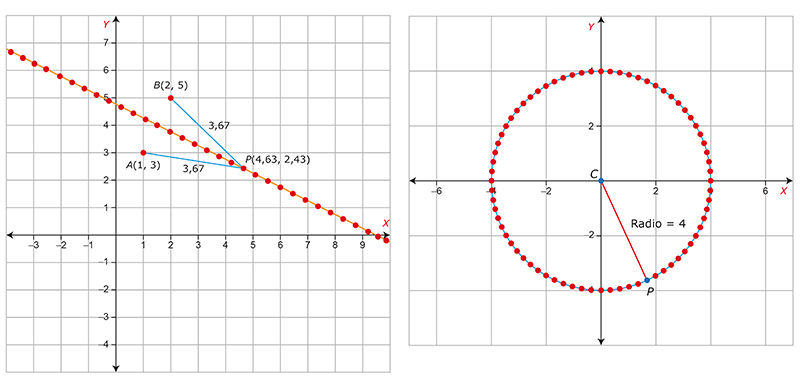 Y
7
6
5
4
3
2
1
B(2, 5)
3,67
A(1, 3)
3,67
P(4,63, 2,43)
X
−3 −2 −1 1 2 3 4 5 6 7 8 9
−1
−2
−3
−4
Y
2
C
−6 −2 2 6
X
Radio = 4
−2
P